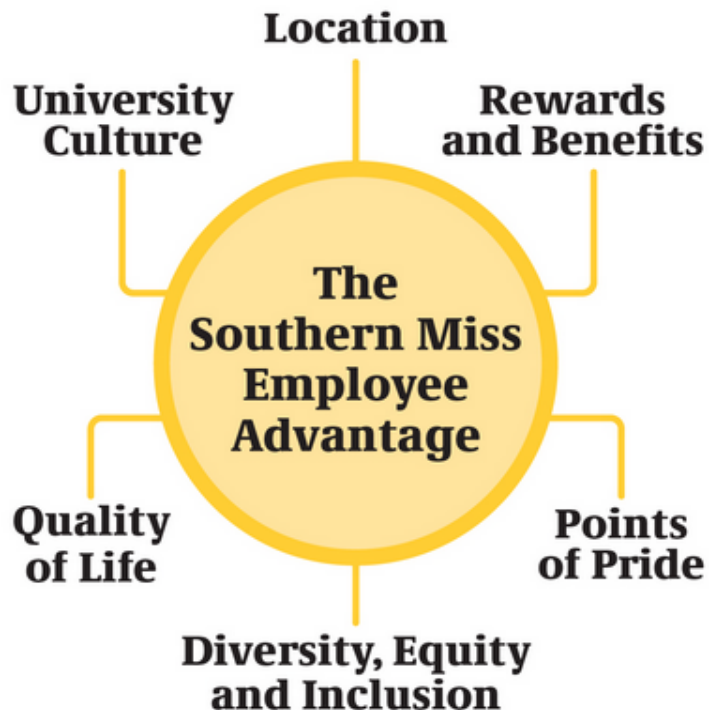 Location
University
Culture
Rewards
and Benefits
The
Southern Miss
Employee
Advantage
Quality
of Life
Points
of Pride
Diversity, Equity
and Inclusion